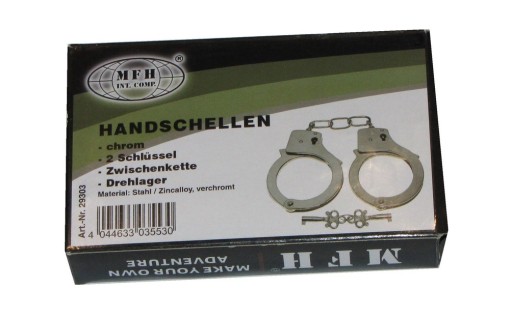 MFH
®
INT. COMP.
HANDSCHELLEN
- chrom
- 2 Schlüssel
- Zwischenkette
- Drehlager
Material: Stahl / Zincalloy, verchromt
Art.-Nr. 29303
4 044633 035530
MAKE YOUR OWN
ADVENTURE
MFH